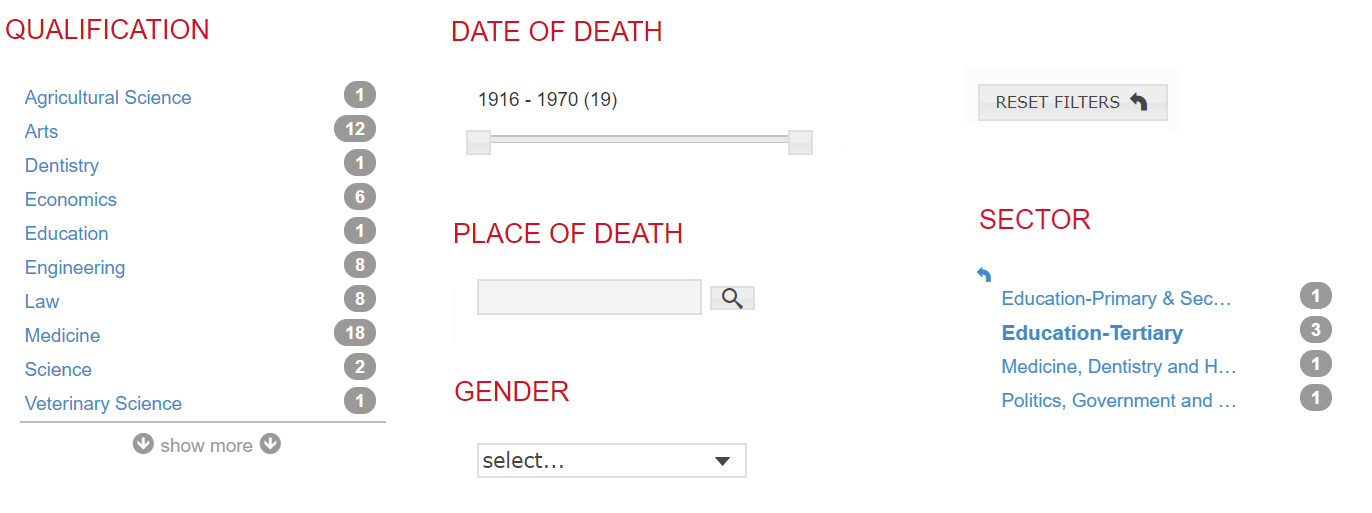 QUALIFICATION
Agricultural Science 1
Arts 12
Dentistry 1
Economics 6
Education 1
Engineering 8
Law 8
Medicine 18
Science 2
Veterinary Science 1
show more
DATE OF DEATH
1916 - 1970 (19)
PLACE OF DEATH
GENDER
select...
RESET FILTERS
SECTOR
Education-Primary & Sec... 1
Education-Tertiary 3
Medicine, Dentistry and H... 1
Politics, Government and ... 1